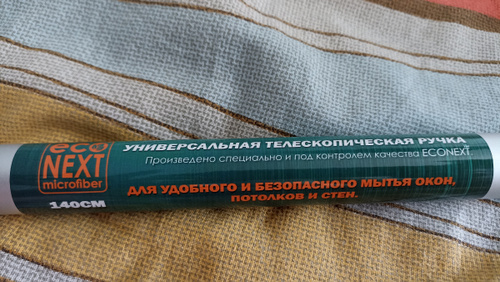 eco
NEXT
microfiber
140СМ
УНИВЕРСАЛЬНАЯ ТЕЛЕСКОПИЧЕСКАЯ РУЧКА
Произведено специально и под контролем качества ECONEXT.
ДЛЯ УДОБНОГО И БЕЗОПАСНОГО МЫТЬЯ ОКОН,
ПОТОЛКОВ И СТЕН.